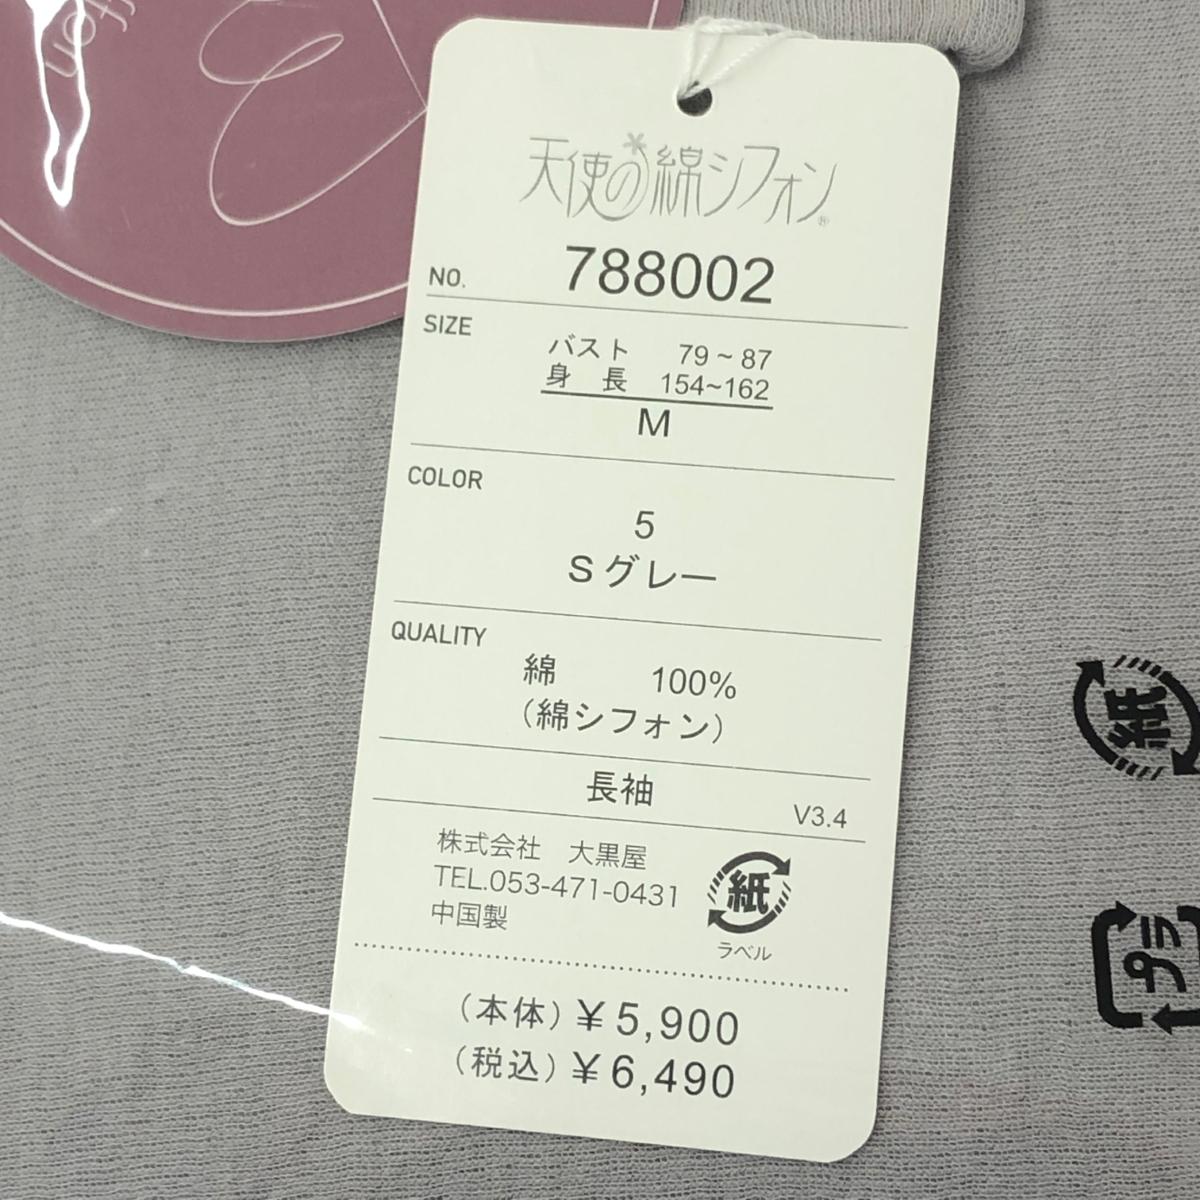 天使の綿シフォン®
NO. 788002
SIZE
バスト 79~87
身長 154~162
M
COLOR
5
Sグレー
QUALITY
綿 100%
(綿シフォン)
長袖
V3.4
株式会社 大黒屋
TEL.053-471-0431
中国製
紙
ラベル
(本体)¥5,900
(税込)¥6,490
紙
プラ